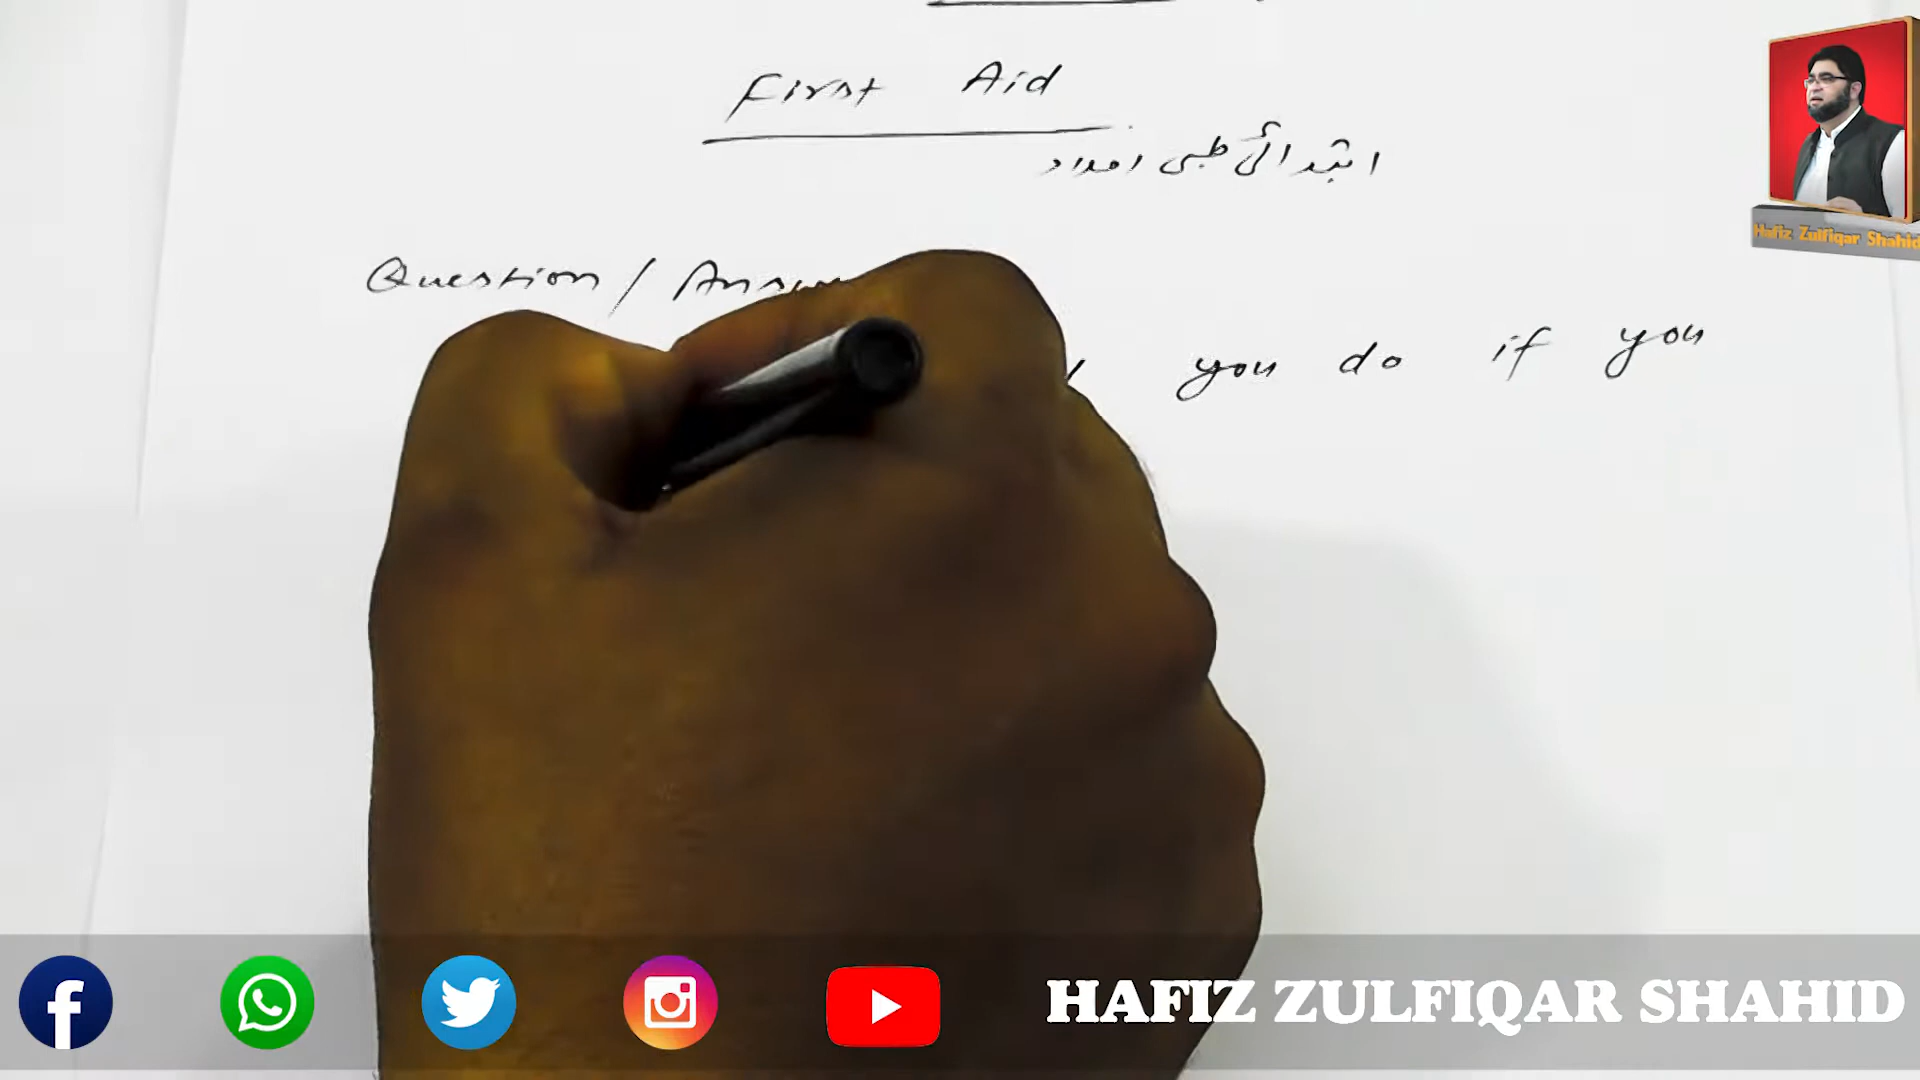 First Aid
ابتدائی طبی امداد
Question /
you do if you
Hafiz Zulfiqar Shahid
HAFIZ ZULFIQAR SHAHID